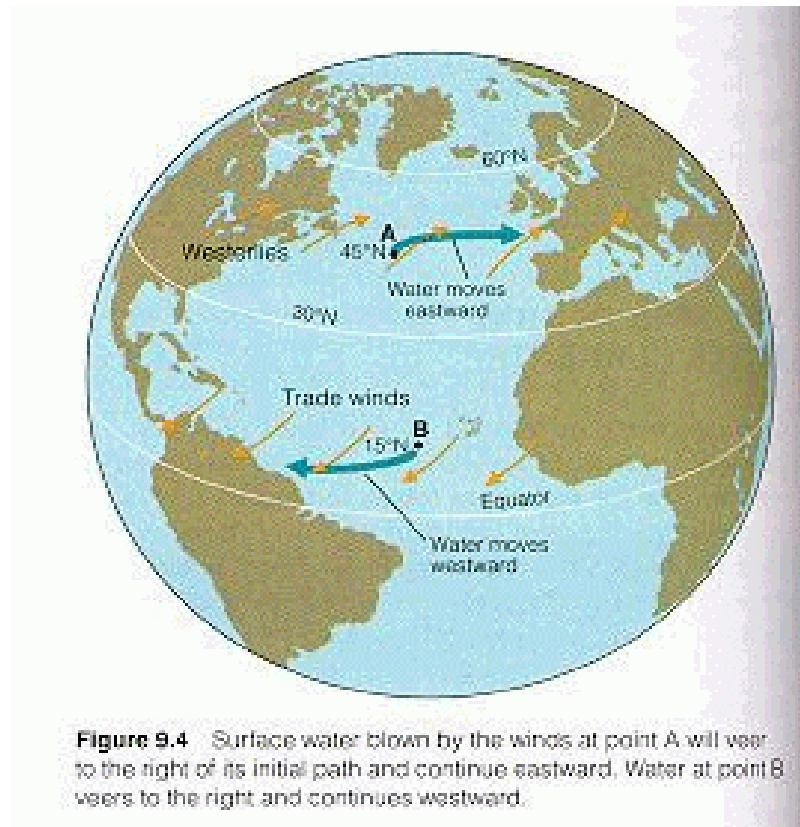 60°N
A
Westerlies
45°N
Water moves
eastward
30°N
Trade winds
B
15°N
Equator
Water moves
westward
Figure 9.4 Surface water blown by the winds at point A will veer
to the right of its initial path and continue eastward. Water at point B
veers to the right and continues westward.